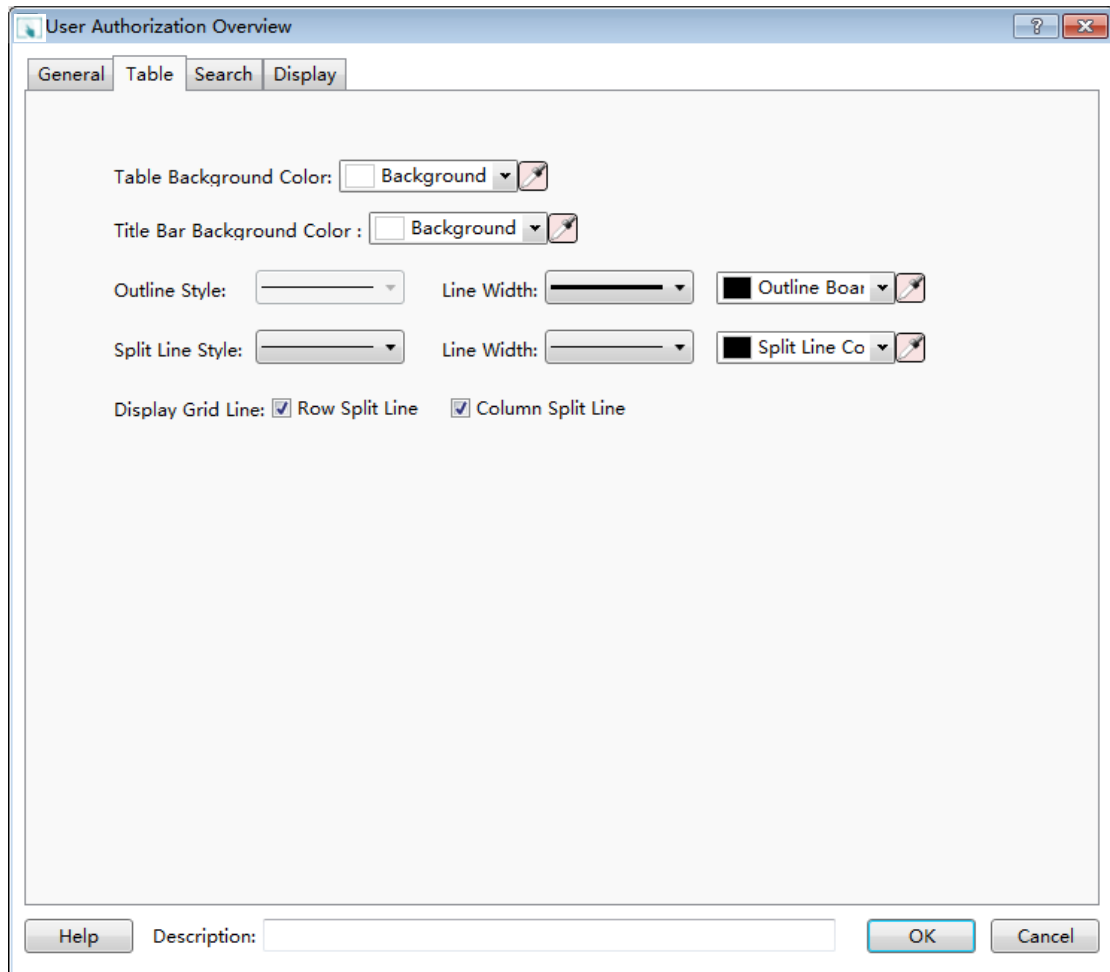 User Authorization Overview
General Table Search Display
Table Background Color: Background
Title Bar Background Color : Background
Outline Style: Line Width: Outline Boar
Split Line Style: Line Width: Split Line Co
Display Grid Line: Row Split Line Column Split Line
Help Description: OK Cancel